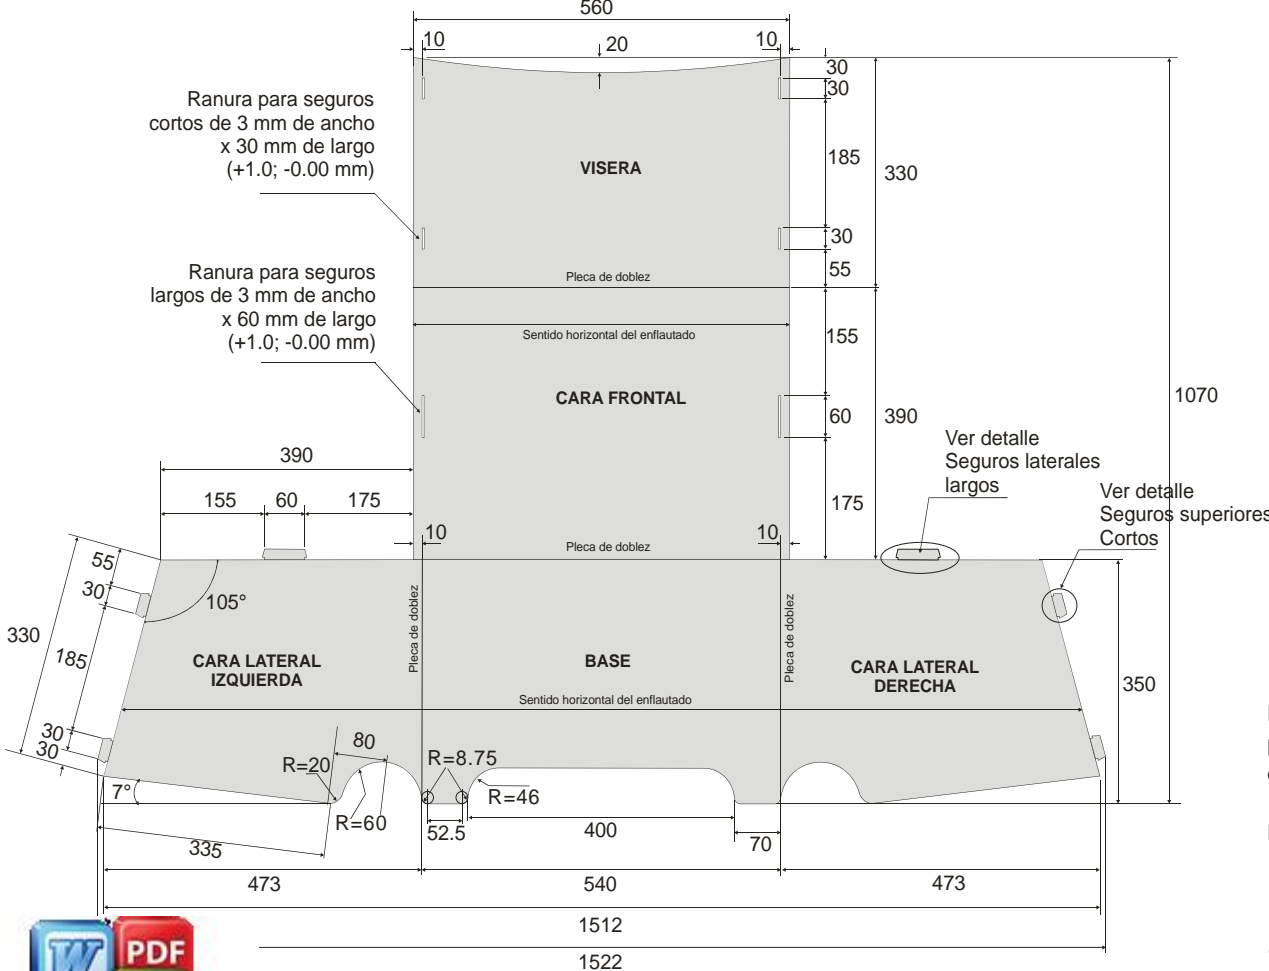 560
10
20
10
30
30
Ranura para seguros
cortos de 3 mm de ancho
x 30 mm de largo
(+1.0; -0.00 mm)
VISERA
185
330
30
55
Pleca de doblez
Ranura para seguros
largos de 3 mm de ancho
x 60 mm de largo
(+1.0; -0.00 mm)
Sentido horizontal del enflautado
155
CARA FRONTAL
60
390
1070
Ver detalle
Seguros laterales
largos
Ver detalle
Seguros superiores
Cortos
390
155
60
175
175
10
10
Pleca de doblez
55
30
105°
330
185
Pleca de doblez
Pleca de doblez
CARA LATERAL
IZQUIERDA
BASE
CARA LATERAL
DERECHA
350
Sentido horizontal del enflautado
30
30
80
R=20
R=8.75
7°
R=60
R=46
52.5
400
70
335
473
540
473
1512
1522
W
PDF